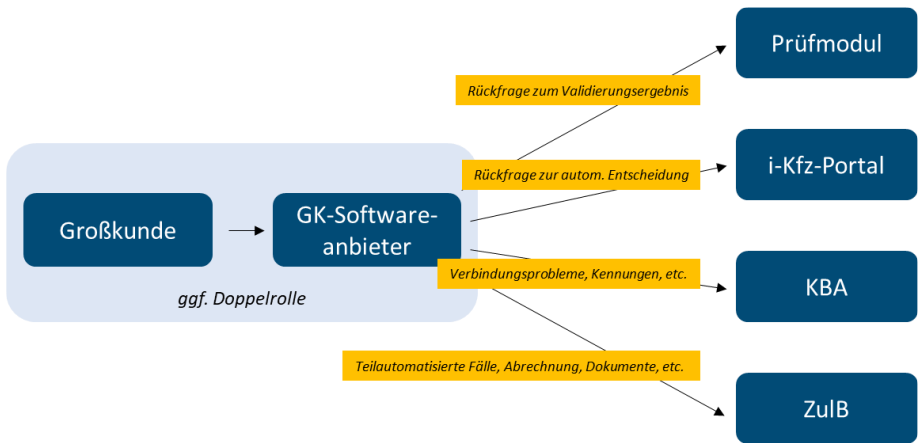 Prüfmodul
Rückfrage zum Validierungsergebnis
i-Kfz-Portal
Rückfrage zur autom. Entscheidung
Großkunde
GK-Software-
anbieter
Verbindungsprobleme, Kennungen, etc.
KBA
ggf. Doppelrolle
Teilautomatisierte Fälle, Abrechnung, Dokumente, etc.
ZulB